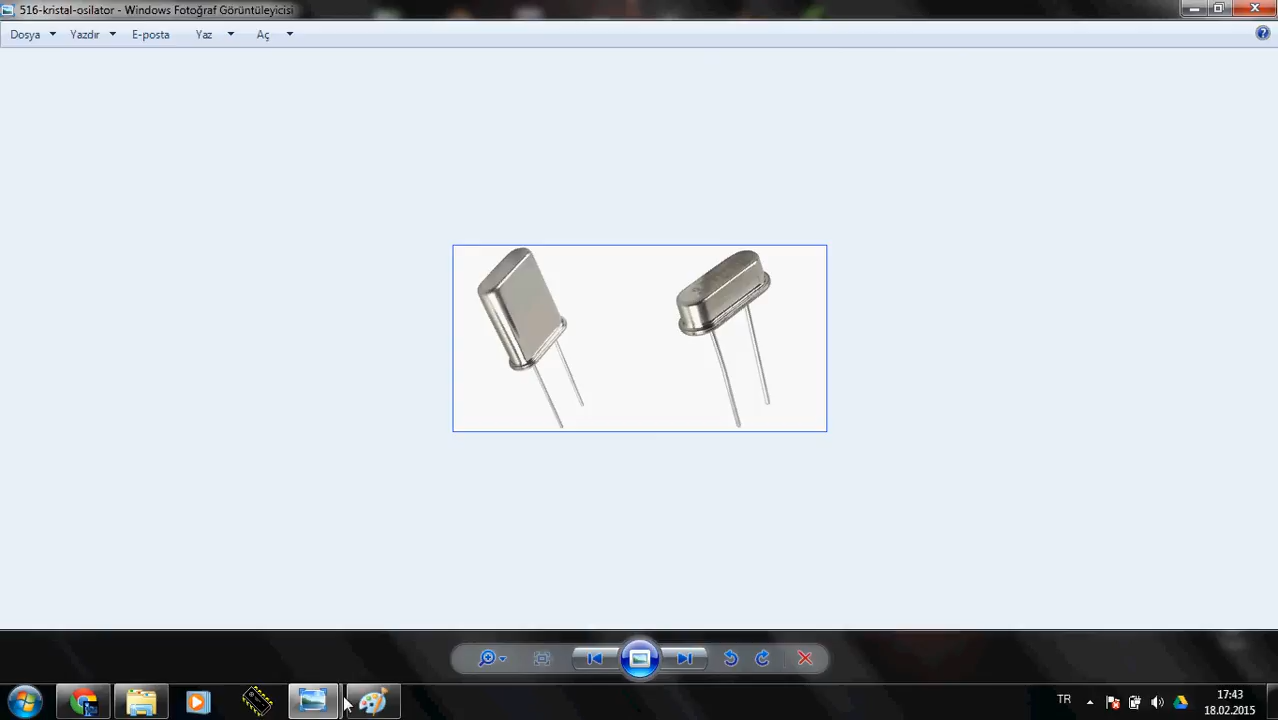 516-kristal-osilator - Windows Fotoğraf Görüntüleyicisi
Dosya Yazdır E-posta Yaz Aç
TR
17:43
18.02.2015